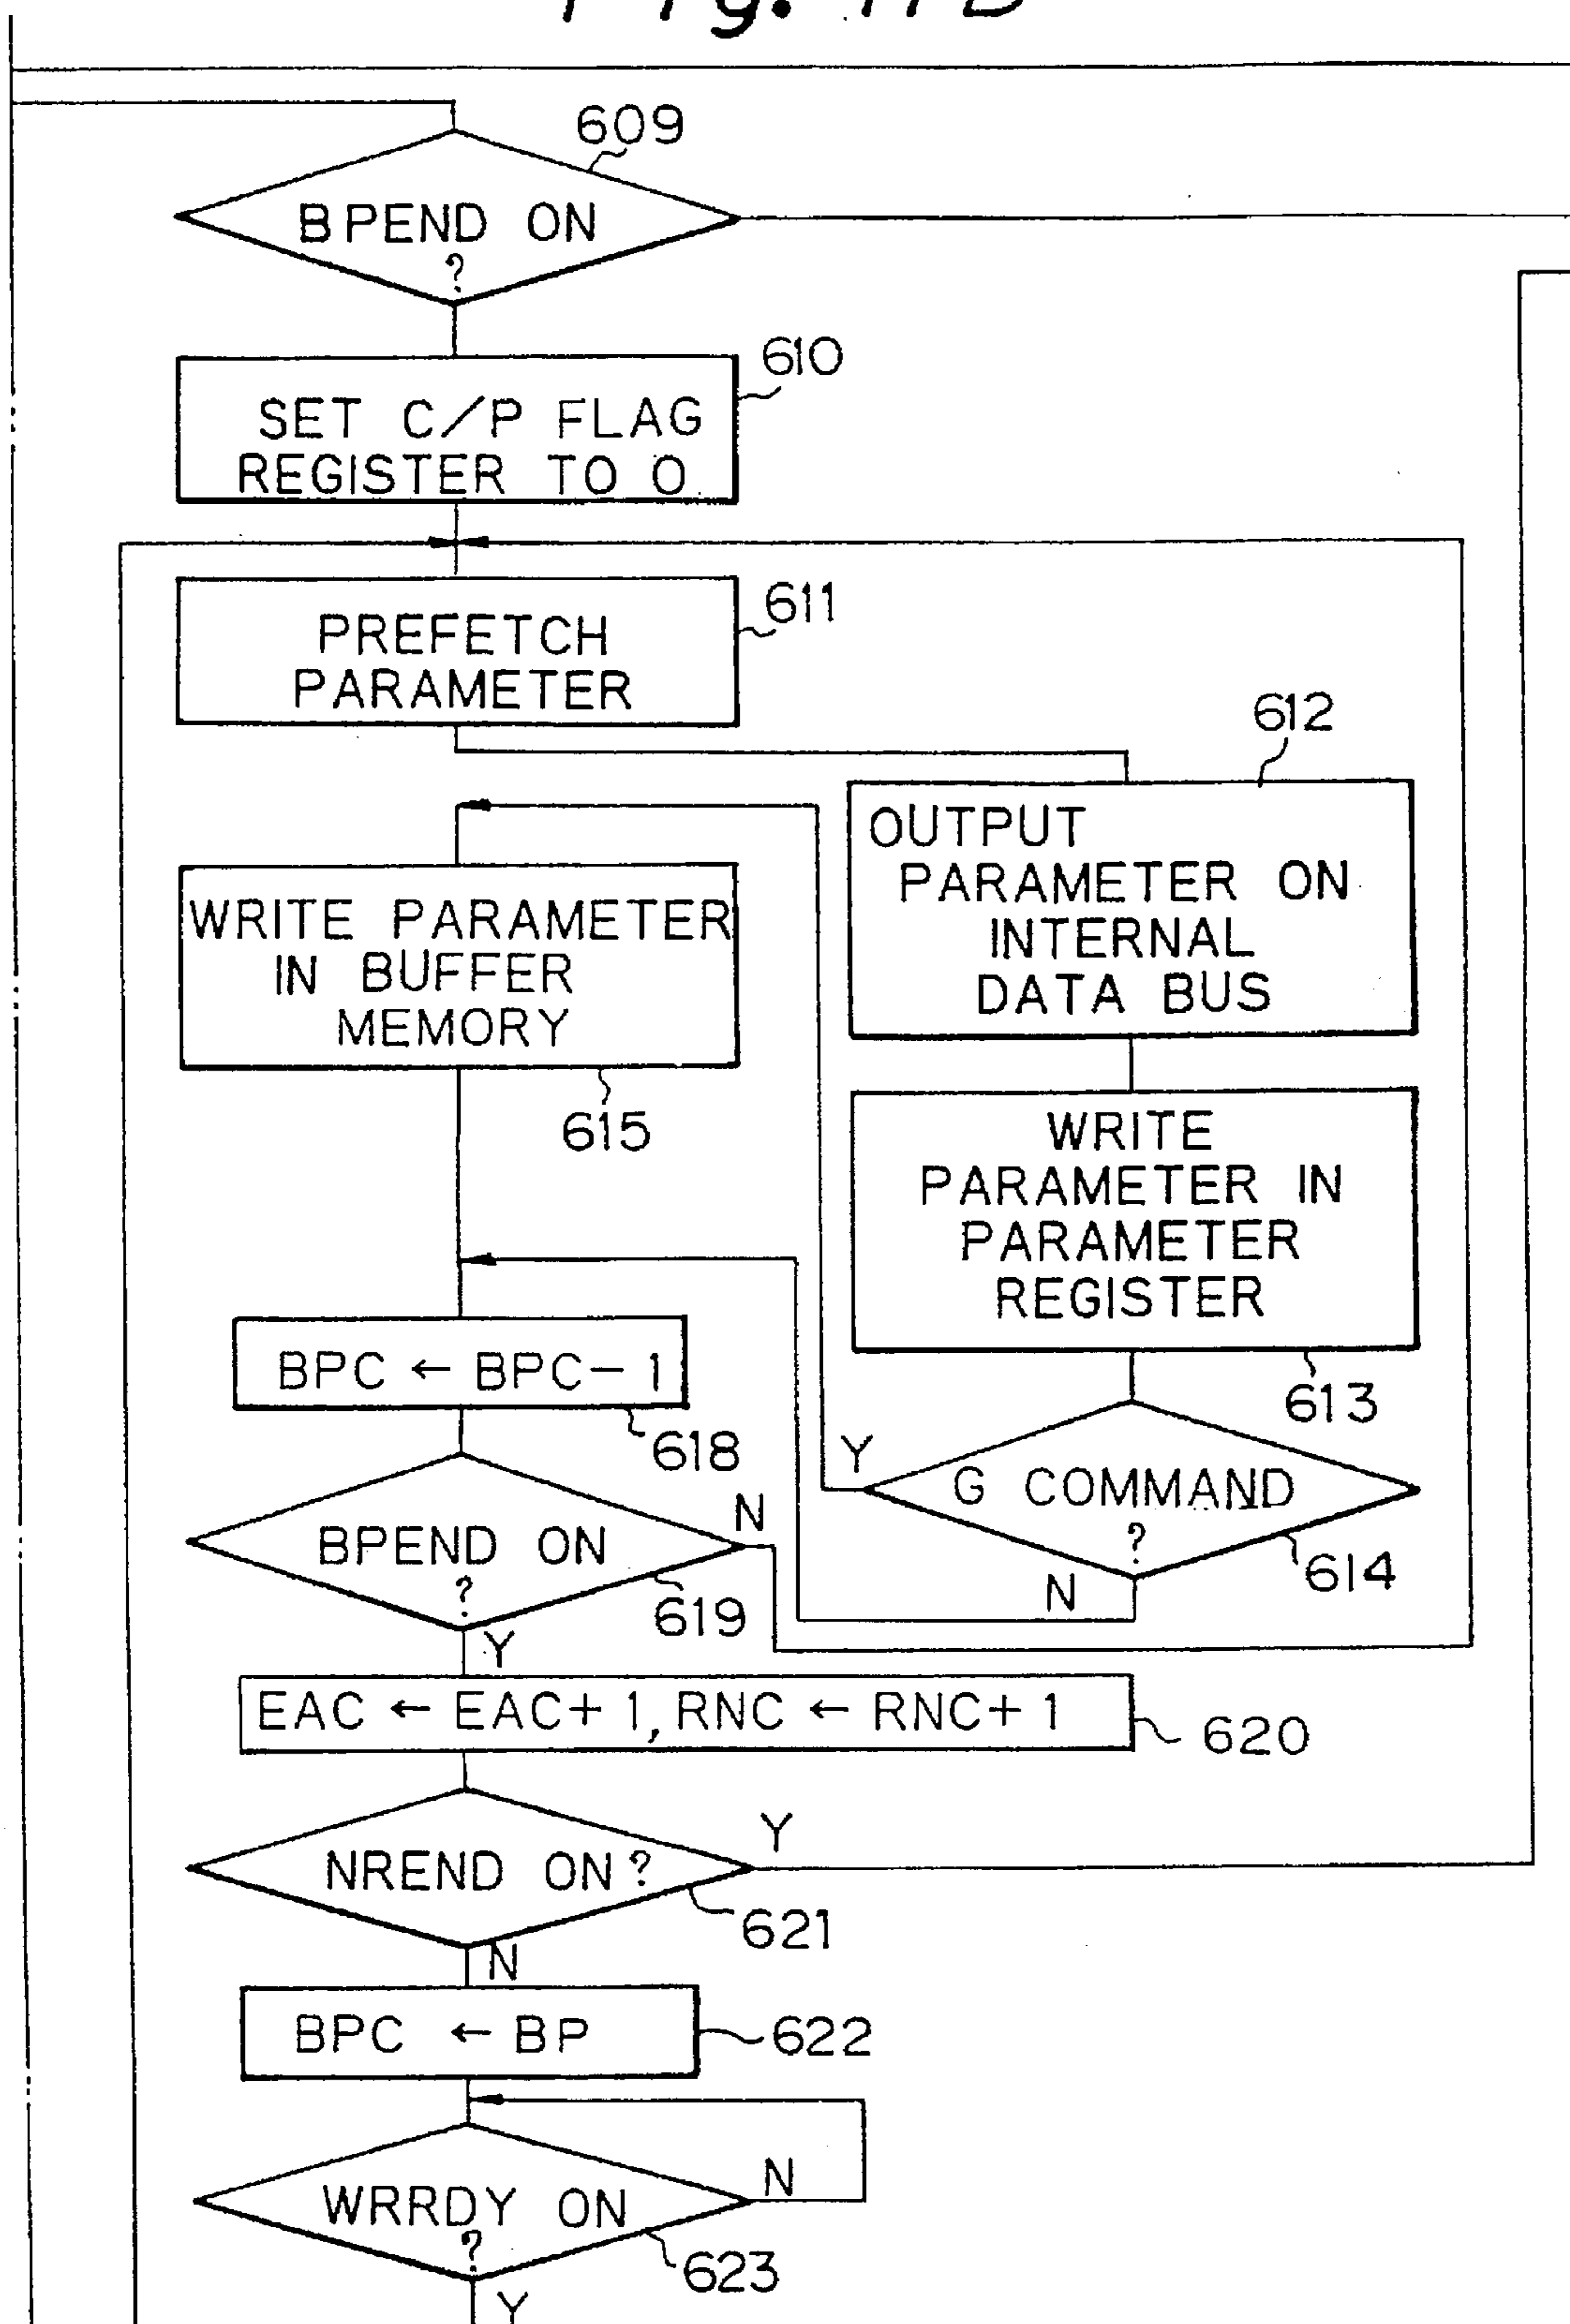 Fig. 11B
609
BPEND ON
?
610
SET C/P FLAG
REGISTER TO 0
611
PREFETCH
PARAMETER
612
OUTPUT
PARAMETER ON
INTERNAL
DATA BUS
WRITE PARAMETER
IN BUFFER
MEMORY
615
WRITE
PARAMETER IN
PARAMETER
REGISTER
613
BPC ← BPC - 1
618
G COMMAND
?
614
Y
N
BPEND ON
?
619
N
Y
EAC ← EAC + 1, RNC ← RNC + 1
620
NREND ON?
621
Y
N
BPC ← BP
622
WRRDY ON
?
623
N
Y